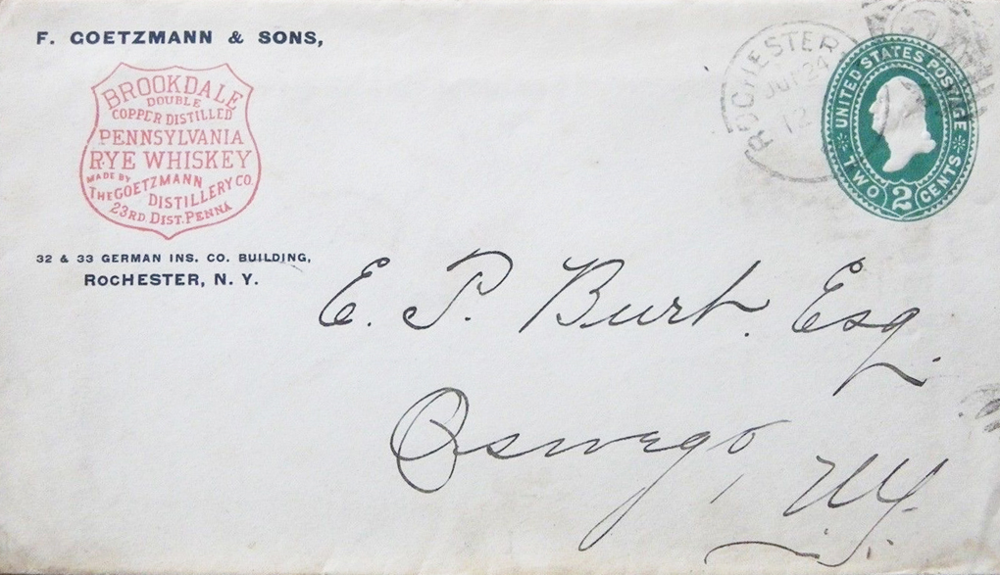 F. GOETZMANN & SONS,
BROOKDALE
DOUBLE
COPPER DISTILLED
PENNSYLVANIA
RYE WHISKEY
MADE BY
THE GOETZMANN
DISTILLERY CO.
23RD. DIST. PENNA
32 & 33 GERMAN INS. CO. BUILDING,
ROCHESTER, N. Y.
ROCHESTER
24
12
UNITED STATES POSTAGE
TWO 2 CENTS
E. P. Burt. Esq.
Oswego,
N.Y.